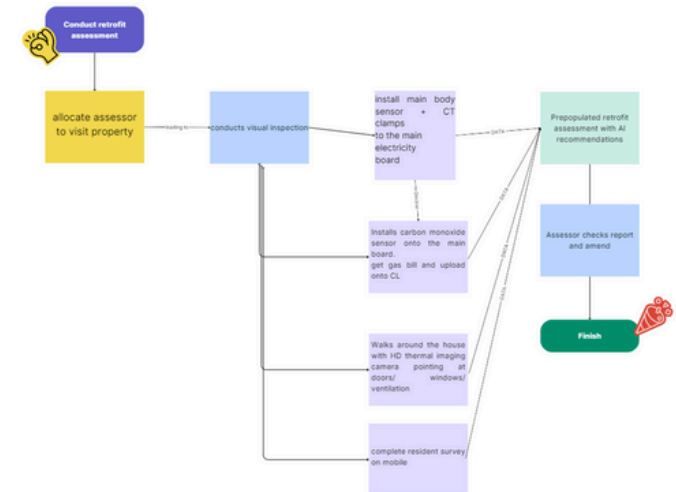 Conduct retrofit
assessment
allocate assessor
to visit property
leading to
conducts visual inspection
install main body
sensor + CT
clamps
to the main
electricity
board
DATA
Installs carbon monoxide
sensor onto the main
board.
get gas bill and upload
onto CL
DATA
Walks around the house
with HD thermal imaging
camera pointing at
doors/ windows/
ventilation
DATA
complete resident survey
on mobile
DATA
Prepopulated retrofit
assessment with AI
recommendations
Assessor checks report
and amend
Finish